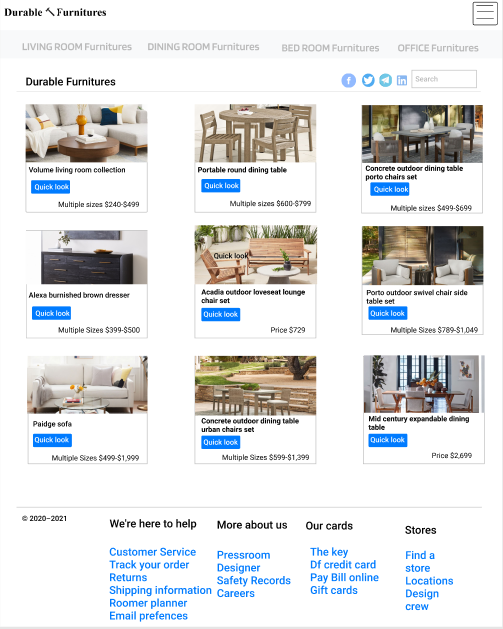 Durable Furnitures
LIVING ROOM Furnitures DINING ROOM Furnitures BED ROOM Furnitures OFFICE Furnitures
Durable Furnitures
Search
Volume living room collection
Quick look
Multiple sizes $240-$499
Portable round dining table
Quick look
Multiple sizes $600-$799
Concrete outdoor dining table
porto chairs set
Quick look
Multiple sizes $499-$699
Alexa burnished brown dresser
Quick look
Multiple Sizes $399-$500
Quick look
Acadia outdoor loveseat lounge
chair set
Quick look
Price $729
Porto outdoor swivel chair side
table set
Quick look
Multiple Sizes $789-$1,049
Paidge sofa
Quick look
Multiple Sizes $499-$1,999
Concrete outdoor dining table
urban chairs set
Quick look
Multiple Sizes $599-$1,399
Mid century expandable dining
table
Quick look
Price $2,699
© 2020-2021
We're here to help
Customer Service
Track your order
Returns
Shipping information
Roomer planner
Email prefences
More about us
Pressroom
Designer
Safety Records
Careers
Our cards
The key
Df credit card
Pay Bill online
Gift cards
Stores
Find a
store
Locations
Design
crew